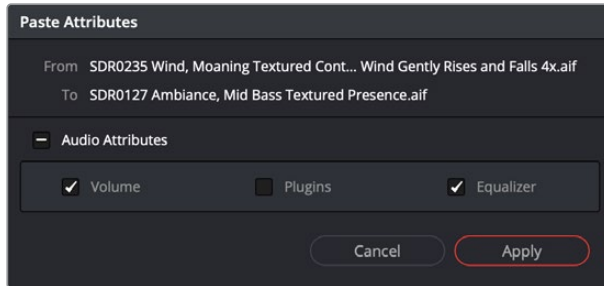 Paste Attributes
From SDR0235 Wind, Moaning Textured Cont... Wind Gently Rises and Falls 4x.aif
To SDR0127 Ambiance, Mid Bass Textured Presence.aif
Audio Attributes
Volume Plugins Equalizer
Cancel Apply